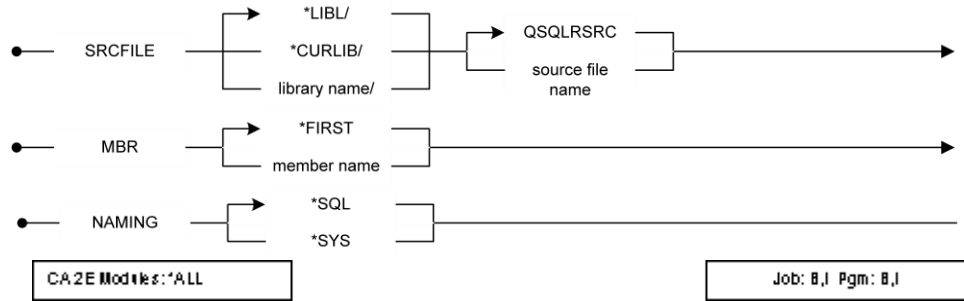 *LIBL/
SRCFILE
*CURLIB/
library name/
QSQLRSRC
source file
name
MBR
*FIRST
member name
NAMING
*SQL
*SYS
CA2E Modules:*ALL
Job: B,I Pgm: B,I